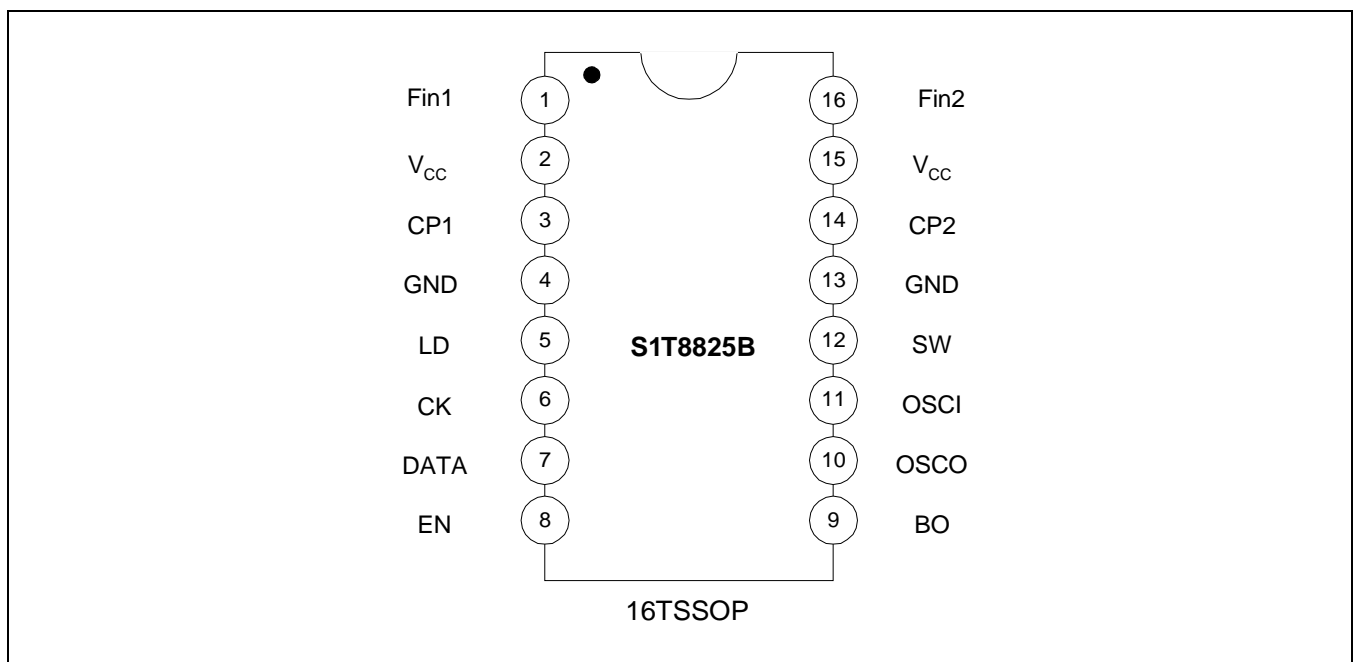 Fin1 1 16 Fin2
VCC 2 15 VCC
CP1 3 14 CP2
GND 4 13 GND
LD 5 S1T8825B 12 SW
CK 6 11 OSCI
DATA 7 10 OSCO
EN 8 9 BO
16TSSOP